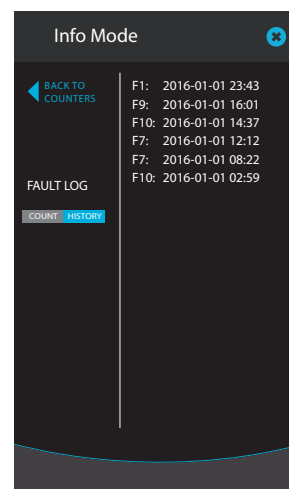 Info Mode
BACK TO
COUNTERS
FAULT LOG
COUNT HISTORY
F1: 2016-01-01 23:43
F9: 2016-01-01 16:01
F10: 2016-01-01 14:37
F7: 2016-01-01 12:12
F7: 2016-01-01 08:22
F10: 2016-01-01 02:59